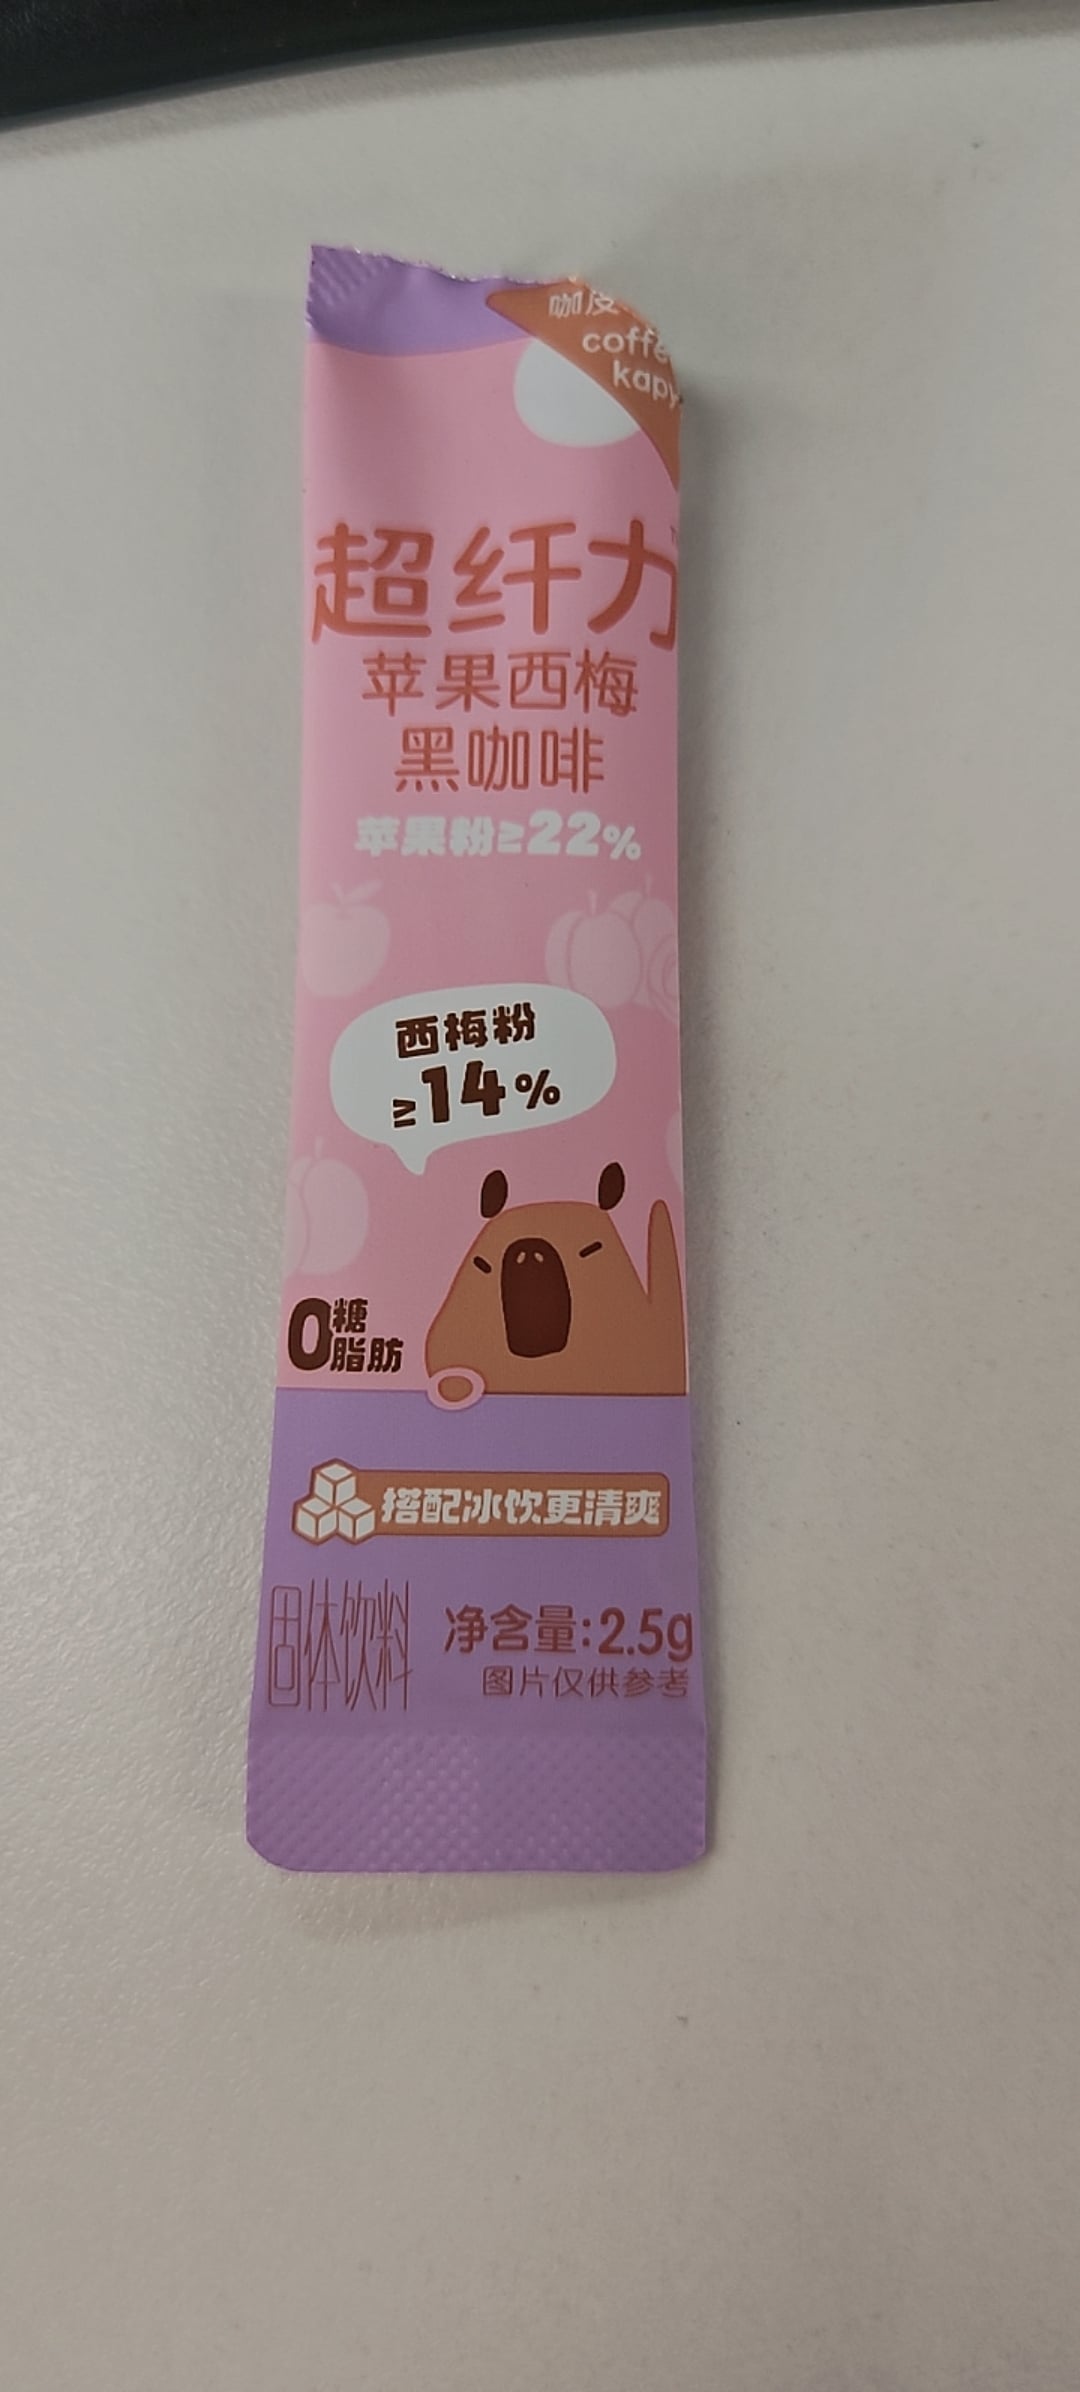 咖皮
coffe
kapy
超纤力
苹果西梅
黑咖啡
苹果粉≥22%
西梅粉
≥14%
0糖
脂肪
搭配冰饮更清爽
固体饮料
净含量:2.5g
图片仅供参考